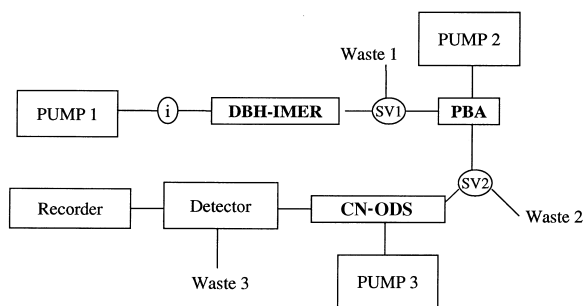 PUMP 2
Waste 1
PUMP 1
i
DBH-IMER
SV1
PBA
SV2
Recorder
Detector
CN-ODS
Waste 2
Waste 3
PUMP 3